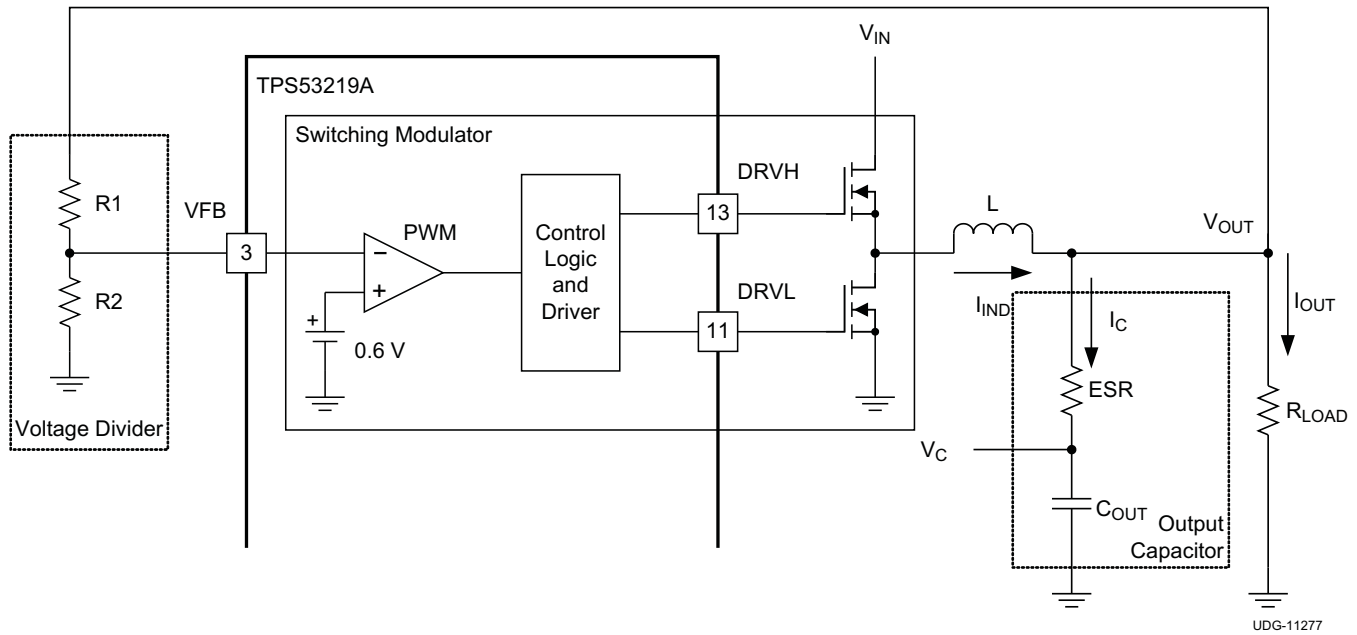 V_IN
TPS53219A
Switching Modulator
R1
VFB
3
PWM
−
+
+
0.6 V
R2
Voltage Divider
Control
Logic
and
Driver
DRVH
13
DRVL
11
L
V_OUT
I_IND
I_C
I_OUT
ESR
V_C
C_OUT
Output
Capacitor
R_LOAD
UDG-11277